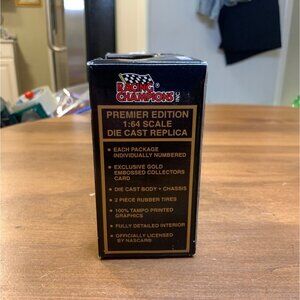 RACING
CHAMPIONS
INC
PREMIER EDITION
1:64 SCALE
DIE CAST REPLICA
• EACH PACKAGE
INDIVIDUALLY NUMBERED
• EXCLUSIVE GOLD
EMBOSSED COLLECTORS
CARD
• DIE CAST BODY + CHASSIS
• 2 PIECE RUBBER TIRES
• 100% TAMPO PRINTED
GRAPHICS
• FULLY DETAILED INTERIOR
• OFFICIALLY LICENSED
BY NASCAR®